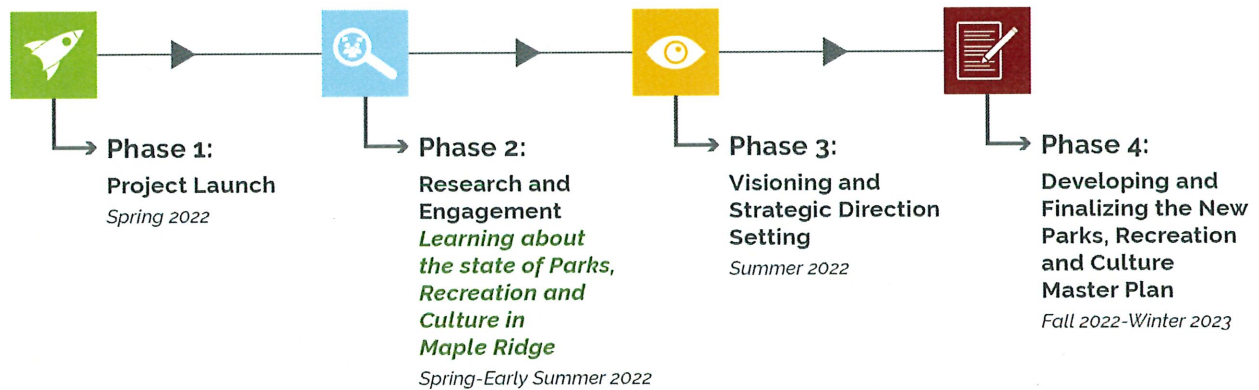 Phase 1:
Project Launch
Spring 2022
Phase 2:
Research and
Engagement
Learning about
the state of Parks,
Recreation and
Culture in
Maple Ridge
Spring-Early Summer 2022
Phase 3:
Visioning and
Strategic Direction
Setting
Summer 2022
Phase 4:
Developing and
Finalizing the New
Parks, Recreation
and Culture
Master Plan
Fall 2022-Winter 2023